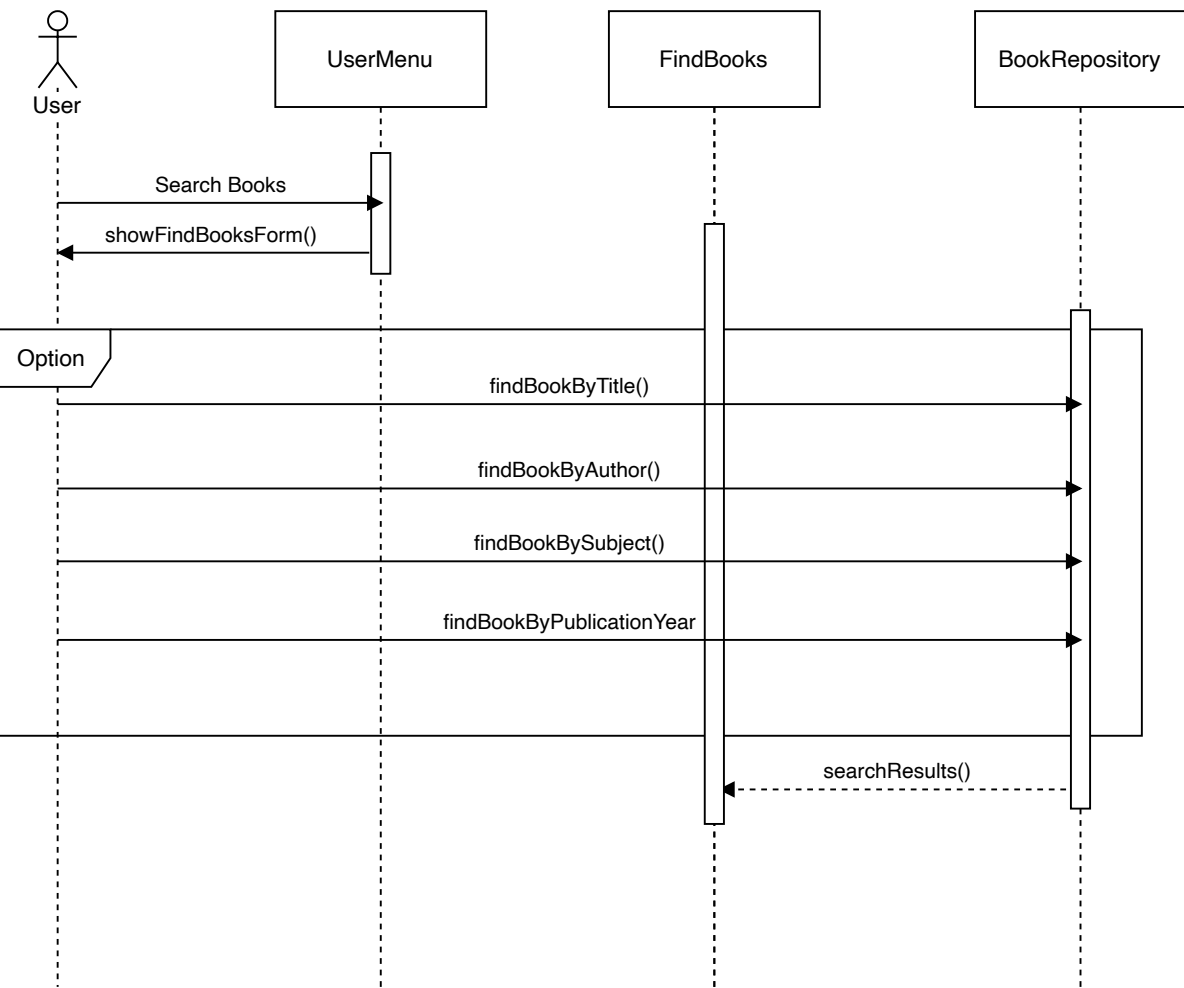 User
UserMenu
FindBooks
BookRepository
Search Books
showFindBooksForm()
Option
findBookByTitle()
findBookByAuthor()
findBookBySubject()
findBookByPublicationYear
searchResults()